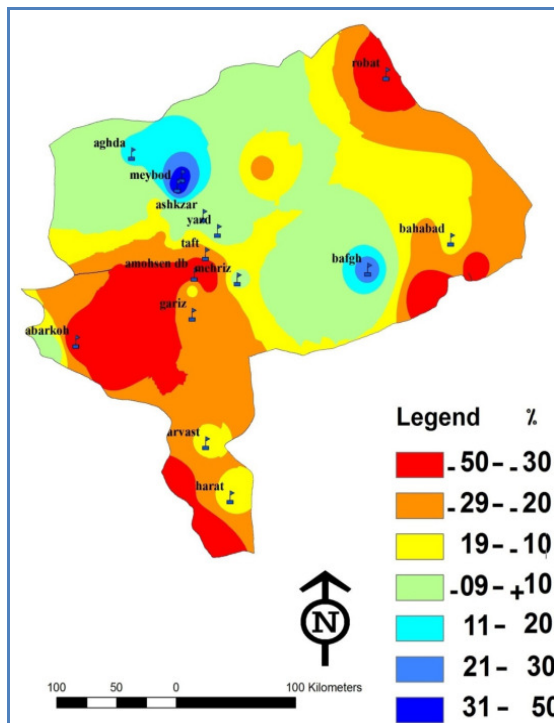 robat
aghda
meybod
ashkzar
yazd
bahabad
taft
bafgh
amohsen db
mehriz
gariz
abarkoh
arvast
harat
Legend %
-50 - -30
-29 - -20
19 - -10
-09 - +10
11 - 20
21 - 30
31 - 50
N
100 50 0 100 Kilometers